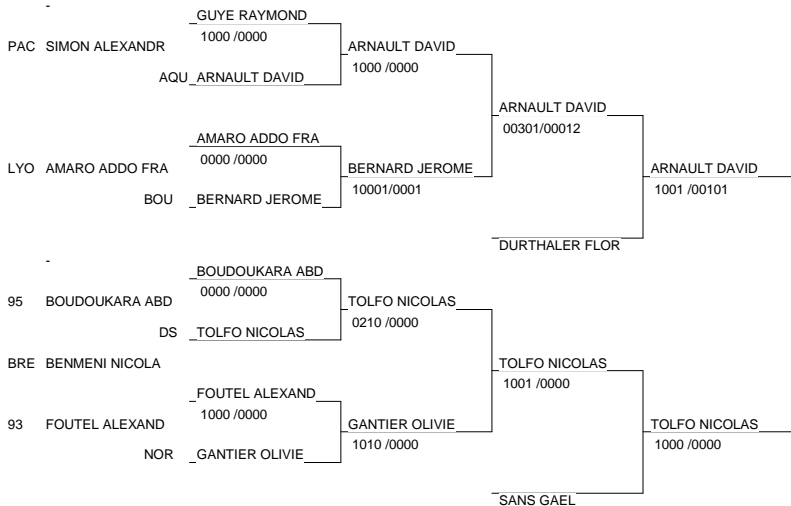 -
GUYE RAYMOND
1000 /0000
PAC SIMON ALEXANDR
ARNAULT DAVID
1000 /0000
AQU ARNAULT DAVID
ARNAULT DAVID
00301/00012
AMARO ADDO FRA
0000 /0000
LYO AMARO ADDO FRA
BERNARD JEROME
10001/0001
ARNAULT DAVID
1001 /00101
BOU BERNARD JEROME
DURTHALER FLOR
-
BOUDOUKARA ABD
0000 /0000
95 BOUDOUKARA ABD
TOLFO NICOLAS
0210 /0000
DS TOLFO NICOLAS
BRE BENMENI NICOLA
TOLFO NICOLAS
1001 /0000
FOUTEL ALEXAND
1000 /0000
93 FOUTEL ALEXAND
GANTIER OLIVIE
1010 /0000
TOLFO NICOLAS
1000 /0000
NOR GANTIER OLIVIE
SANS GAEL